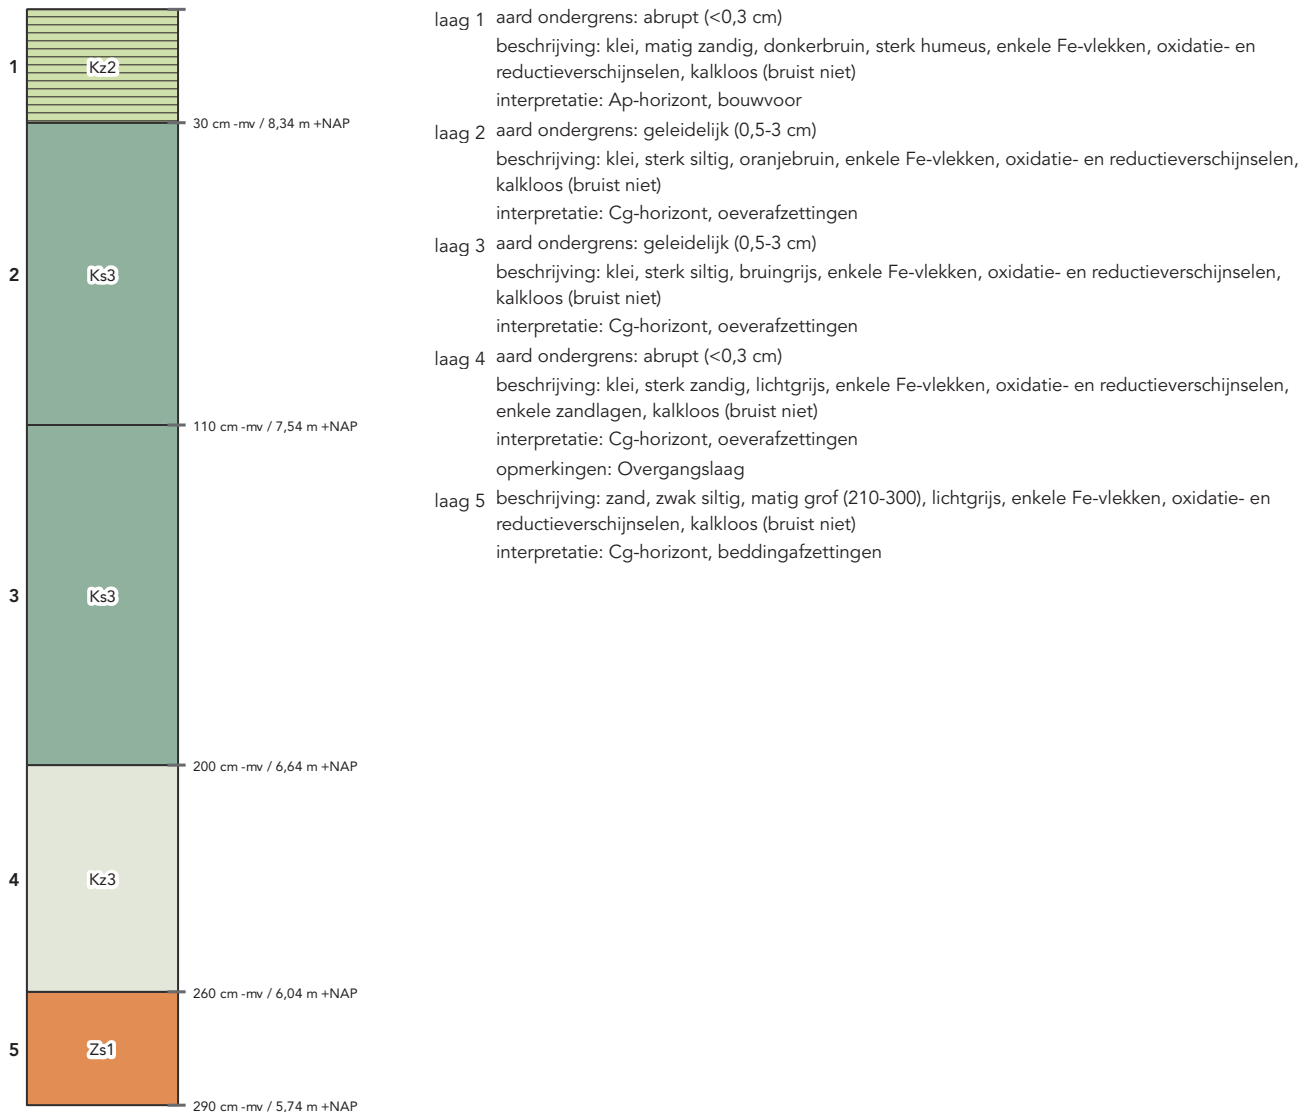 1
Kz2
30 cm -mv / 8,34 m +NAP
2
Ks3
110 cm -mv / 7,54 m +NAP
3
Ks3
200 cm -mv / 6,64 m +NAP
4
Kz3
260 cm -mv / 6,04 m +NAP
5
Zs1
290 cm -mv / 5,74 m +NAP
laag 1 aard ondergrens: abrupt (<0,3 cm)
beschrijving: klei, matig zandig, donkerbruin, sterk humeus, enkele Fe-vlekken, oxidatie- en
reductieverschijnselen, kalkloos (bruist niet)
interpretatie: Ap-horizont, bouwvoor
laag 2 aard ondergrens: geleidelijk (0,5-3 cm)
beschrijving: klei, sterk siltig, oranjebruin, enkele Fe-vlekken, oxidatie- en reductieverschijnselen,
kalkloos (bruist niet)
interpretatie: Cg-horizont, oeverafzettingen
laag 3 aard ondergrens: geleidelijk (0,5-3 cm)
beschrijving: klei, sterk siltig, bruingrijs, enkele Fe-vlekken, oxidatie- en reductieverschijnselen,
kalkloos (bruist niet)
interpretatie: Cg-horizont, oeverafzettingen
laag 4 aard ondergrens: abrupt (<0,3 cm)
beschrijving: klei, sterk zandig, lichtgrijs, enkele Fe-vlekken, oxidatie- en reductieverschijnselen,
enkele zandlagen, kalkloos (bruist niet)
interpretatie: Cg-horizont, oeverafzettingen
opmerkingen: Overgangslaag
laag 5 beschrijving: zand, zwak siltig, matig grof (210-300), lichtgrijs, enkele Fe-vlekken, oxidatie- en
reductieverschijnselen, kalkloos (bruist niet)
interpretatie: Cg-horizont, beddingafzettingen